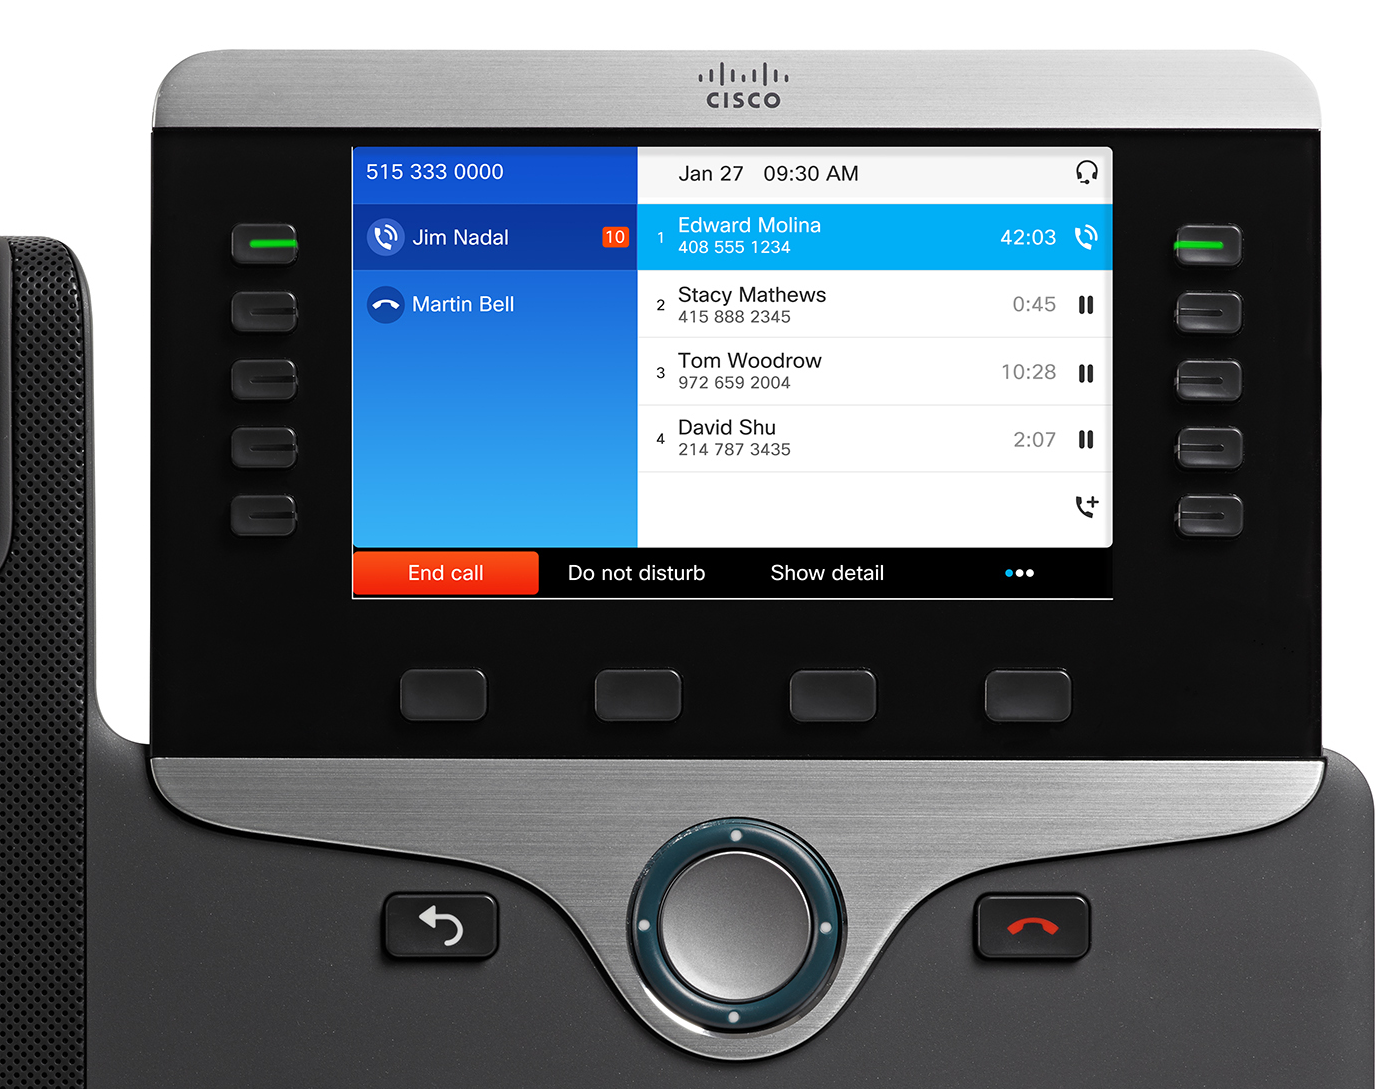 CISCO
515 333 0000
Jan 27 09:30 AM
Jim Nadal 10
Martin Bell
1 Edward Molina 42:03
408 555 1234
2 Stacy Mathews 0:45
415 888 2345
3 Tom Woodrow 10:28
972 659 2004
4 David Shu 2:07
214 787 3435
End call Do not disturb Show detail